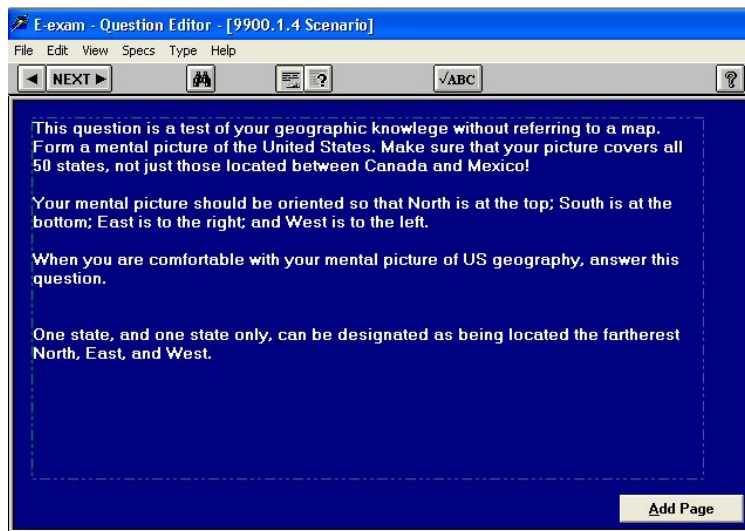 E-exam - Question Editor - [9900.1.4 Scenario]
File Edit View Specs Type Help
NEXT
?
√ABC
?
This question is a test of your geographic knowlege without referring to a map.
Form a mental picture of the United States. Make sure that your picture covers all
50 states, not just those located between Canada and Mexico!
Your mental picture should be oriented so that North is at the top; South is at the
bottom; East is to the right; and West is to the left.
When you are comfortable with your mental picture of US geography, answer this
question.
One state, and one state only, can be designated as being located the fartherest
North, East, and West.
Add Page